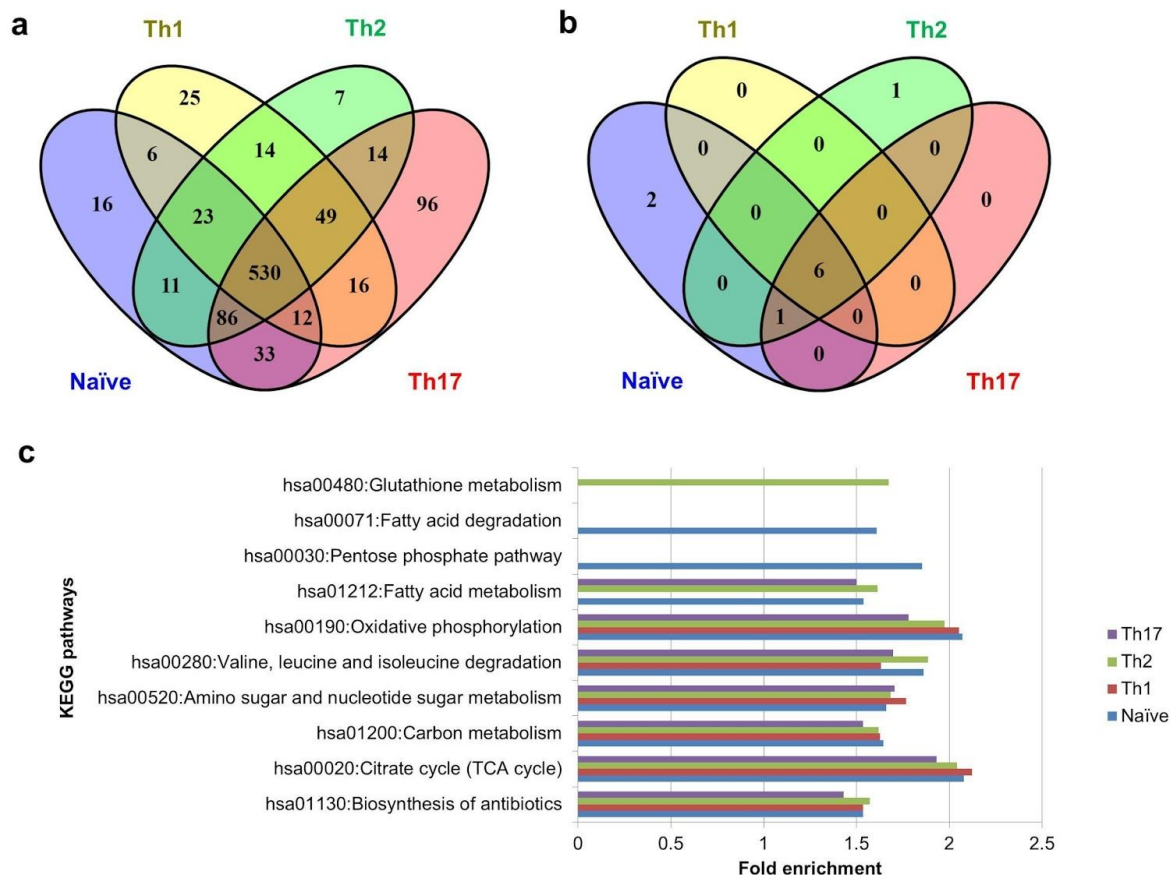 a
Th1
Th2
25
7
6
14
14
16
23
49
96
530
11
16
86
12
33
Naïve
Th17
b
Th1
Th2
0
1
0
0
0
2
0
0
0
6
0
0
1
0
0
Naïve
Th17
c
KEGG pathways
hsa00480:Glutathione metabolism
hsa00071:Fatty acid degradation
hsa00030:Pentose phosphate pathway
hsa01212:Fatty acid metabolism
hsa00190:Oxidative phosphorylation
hsa00280:Valine, leucine and isoleucine degradation
hsa00520:Amino sugar and nucleotide sugar metabolism
hsa01200:Carbon metabolism
hsa00020:Citrate cycle (TCA cycle)
hsa01130:Biosynthesis of antibiotics
0
0.5
1
1.5
2
2.5
Fold enrichment
Th17
Th2
Th1
Naïve